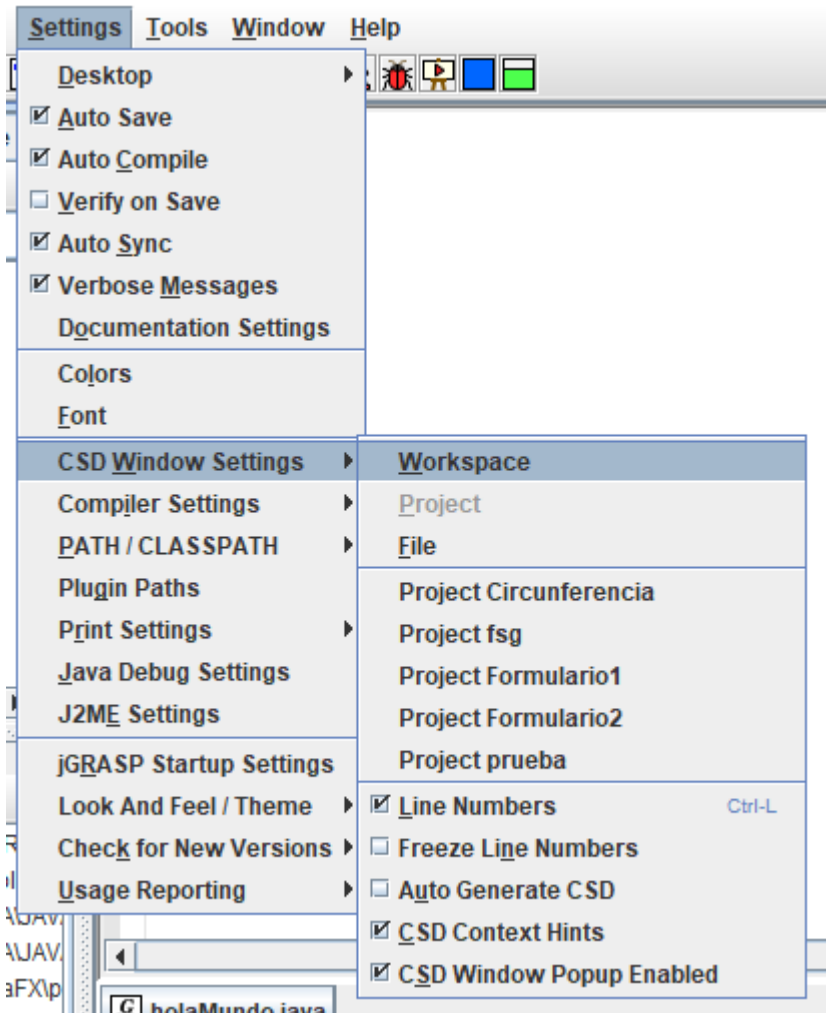 Settings Tools Window Help
Desktop
Auto Save
Auto Compile
Verify on Save
Auto Sync
Verbose Messages
Documentation Settings
Colors
Font
CSD Window Settings
Compiler Settings
PATH / CLASSPATH
Plugin Paths
Print Settings
Java Debug Settings
J2ME Settings
jGRASP Startup Settings
Look And Feel / Theme
Check for New Versions
Usage Reporting
Workspace
Project
File
Project Circunferencia
Project fsg
Project Formulario1
Project Formulario2
Project prueba
Line Numbers Ctrl-L
Freeze Line Numbers
Auto Generate CSD
CSD Context Hints
CSD Window Popup Enabled
A\JAV
aFX\p
G holaMundo.java